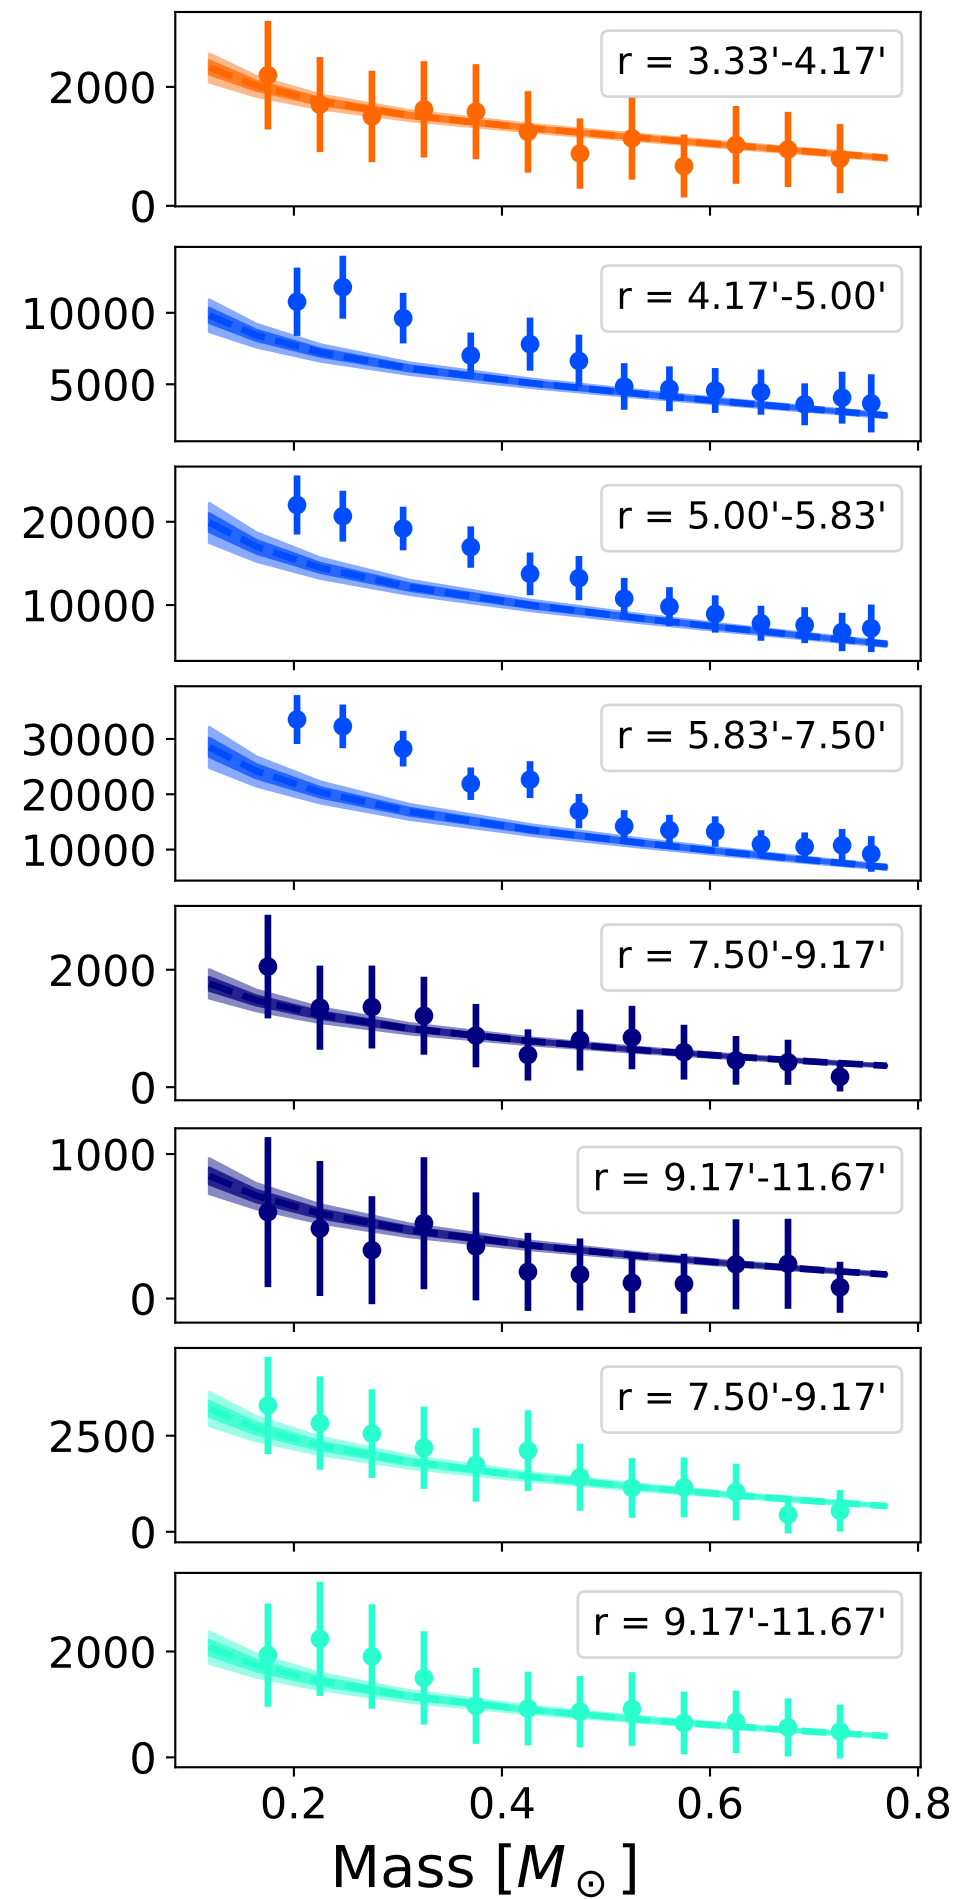 r = 3.33'-4.17'
2000
0
r = 4.17'-5.00'
10000
5000
r = 5.00'-5.83'
20000
10000
r = 5.83'-7.50'
30000
20000
10000
r = 7.50'-9.17'
2000
0
r = 9.17'-11.67'
1000
0
r = 7.50'-9.17'
2500
0
r = 9.17'-11.67'
2000
0
0.2 0.4 0.6 0.8
Mass [M⊙]